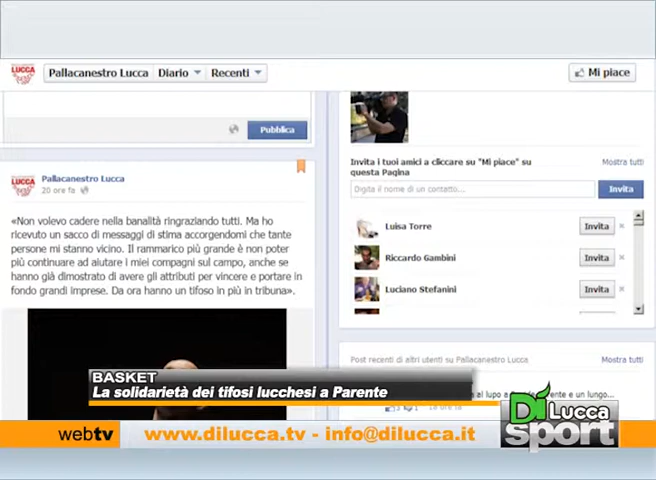 LUCCA
Pallacanestro Lucca
Diario
Recenti
Mi piace
Pubblica
Pallacanestro Lucca
20 ore fa
«Non volevo cadere nella banalità ringraziando tutti. Ma ho
ricevuto un sacco di messaggi di stima accorgendomi che tante
persone mi stanno vicino. Il rammarico più grande è non poter
più continuare ad aiutare i miei compagni sul campo, anche se
hanno già dimostrato di avere gli attributi per vincere e portare in
fondo grandi imprese. Da ora hanno un tifoso in più in tribuna».
Invita i tuoi amici a cliccare su "Mi piace" su
questa Pagina
Mostra tutti
Digita il nome di un contatto...
Invita
Luisa Torre
Invita
Riccardo Gambini
Invita
Luciano Stefanini
Invita
Post recenti di altri utenti su Pallacanestro Lucca
Mostra tutti
al lupo
e un lungo...
BASKET
La solidarietà dei tifosi lucchesi a Parente
Di Lucca
sport
webtv
www.dilucca.tv - info@dilucca.it